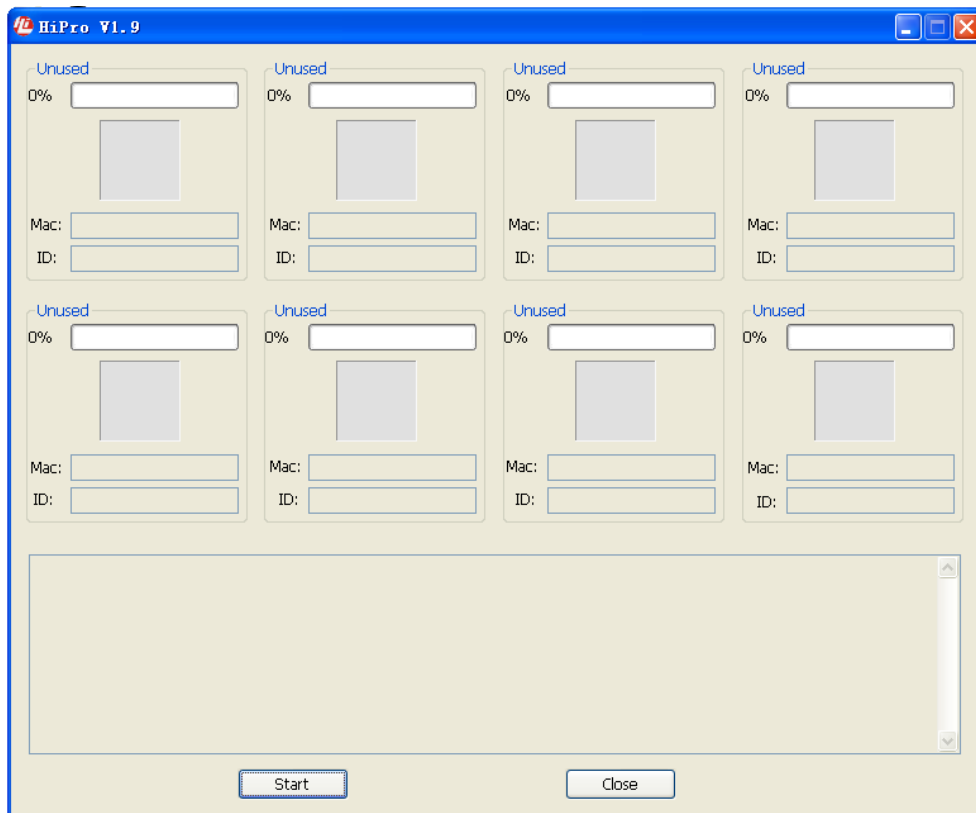 HiPro V1.9
Unused Unused Unused Unused
0% 0% 0% 0%
Mac: Mac: Mac: Mac:
ID: ID: ID: ID:
Unused Unused Unused Unused
0% 0% 0% 0%
Mac: Mac: Mac: Mac:
ID: ID: ID: ID:
Start Close